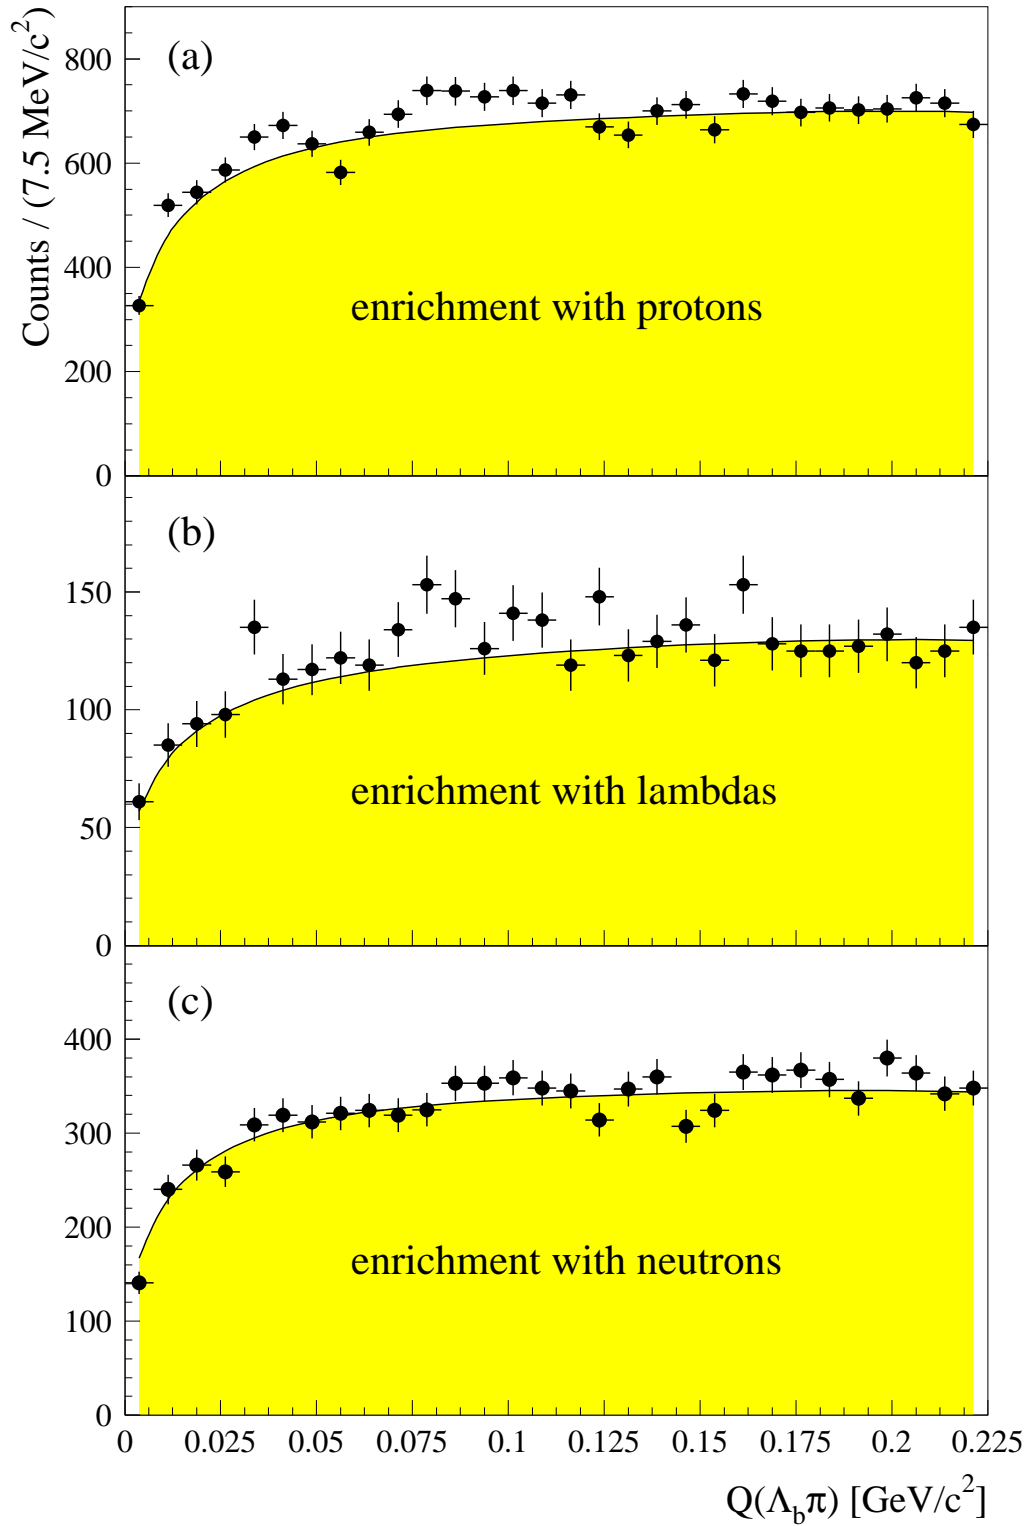 Counts / (7.5 MeV/c²)
(a)
800
600
400
200
0
enrichment with protons
(b)
150
100
50
0
enrichment with lambdas
(c)
400
300
200
100
0
enrichment with neutrons
0 0.025 0.05 0.075 0.1 0.125 0.15 0.175 0.2 0.225
Q(Λ_bπ) [GeV/c²]